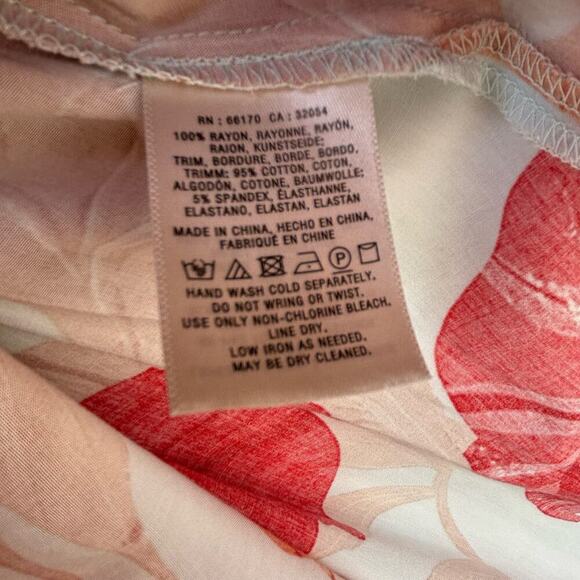 RN : 66170 CA : 32054
100% RAYON, RAYONNE, RAYÓN,
RAION, KUNSTSEIDE;
TRIM, BORDURE, BORDE, BORDO,
TRIMM: 95% COTTON, COTON,
ALGODÓN, COTONE, BAUMWOLLE;
5% SPANDEX, ÉLASTHANNE,
ELASTANO, ELASTAN, ELASTÁN
MADE IN CHINA, HECHO EN CHINA,
FABRIQUÉ EN CHINE
P
HAND WASH COLD SEPARATELY.
DO NOT WRING OR TWIST.
USE ONLY NON-CHLORINE BLEACH.
LINE DRY.
LOW IRON AS NEEDED.
MAY BE DRY CLEANED.